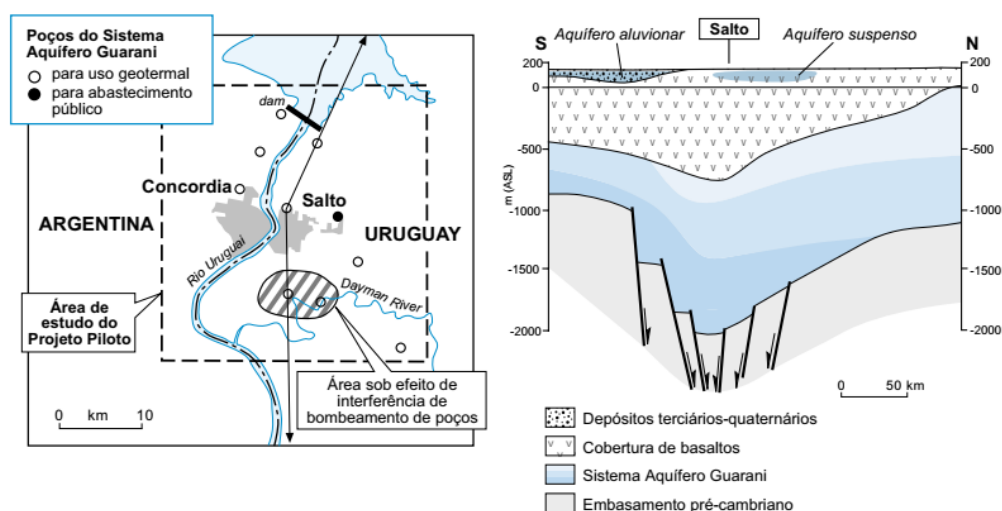 Poços do Sistema
Aquífero Guarani
para uso geotermal
para abastecimento
público
dam
Concordia
Salto
ARGENTINA
URUGUAY
Rio Uruguai
Dayman River
Área de
estudo do
Projeto Piloto
Área sob efeito de
interferência de
bombeamento de poços
0 km 10
S
Aquífero aluvionar
Salto
Aquífero suspenso
N
200
0
-500
-1000
-1500
-2000
m (ASL)
200
0
-500
-1000
-1500
-2000
0 50 km
Depósitos terciários-quaternários
Cobertura de basaltos
Sistema Aquífero Guarani
Embasamento pré-cambriano